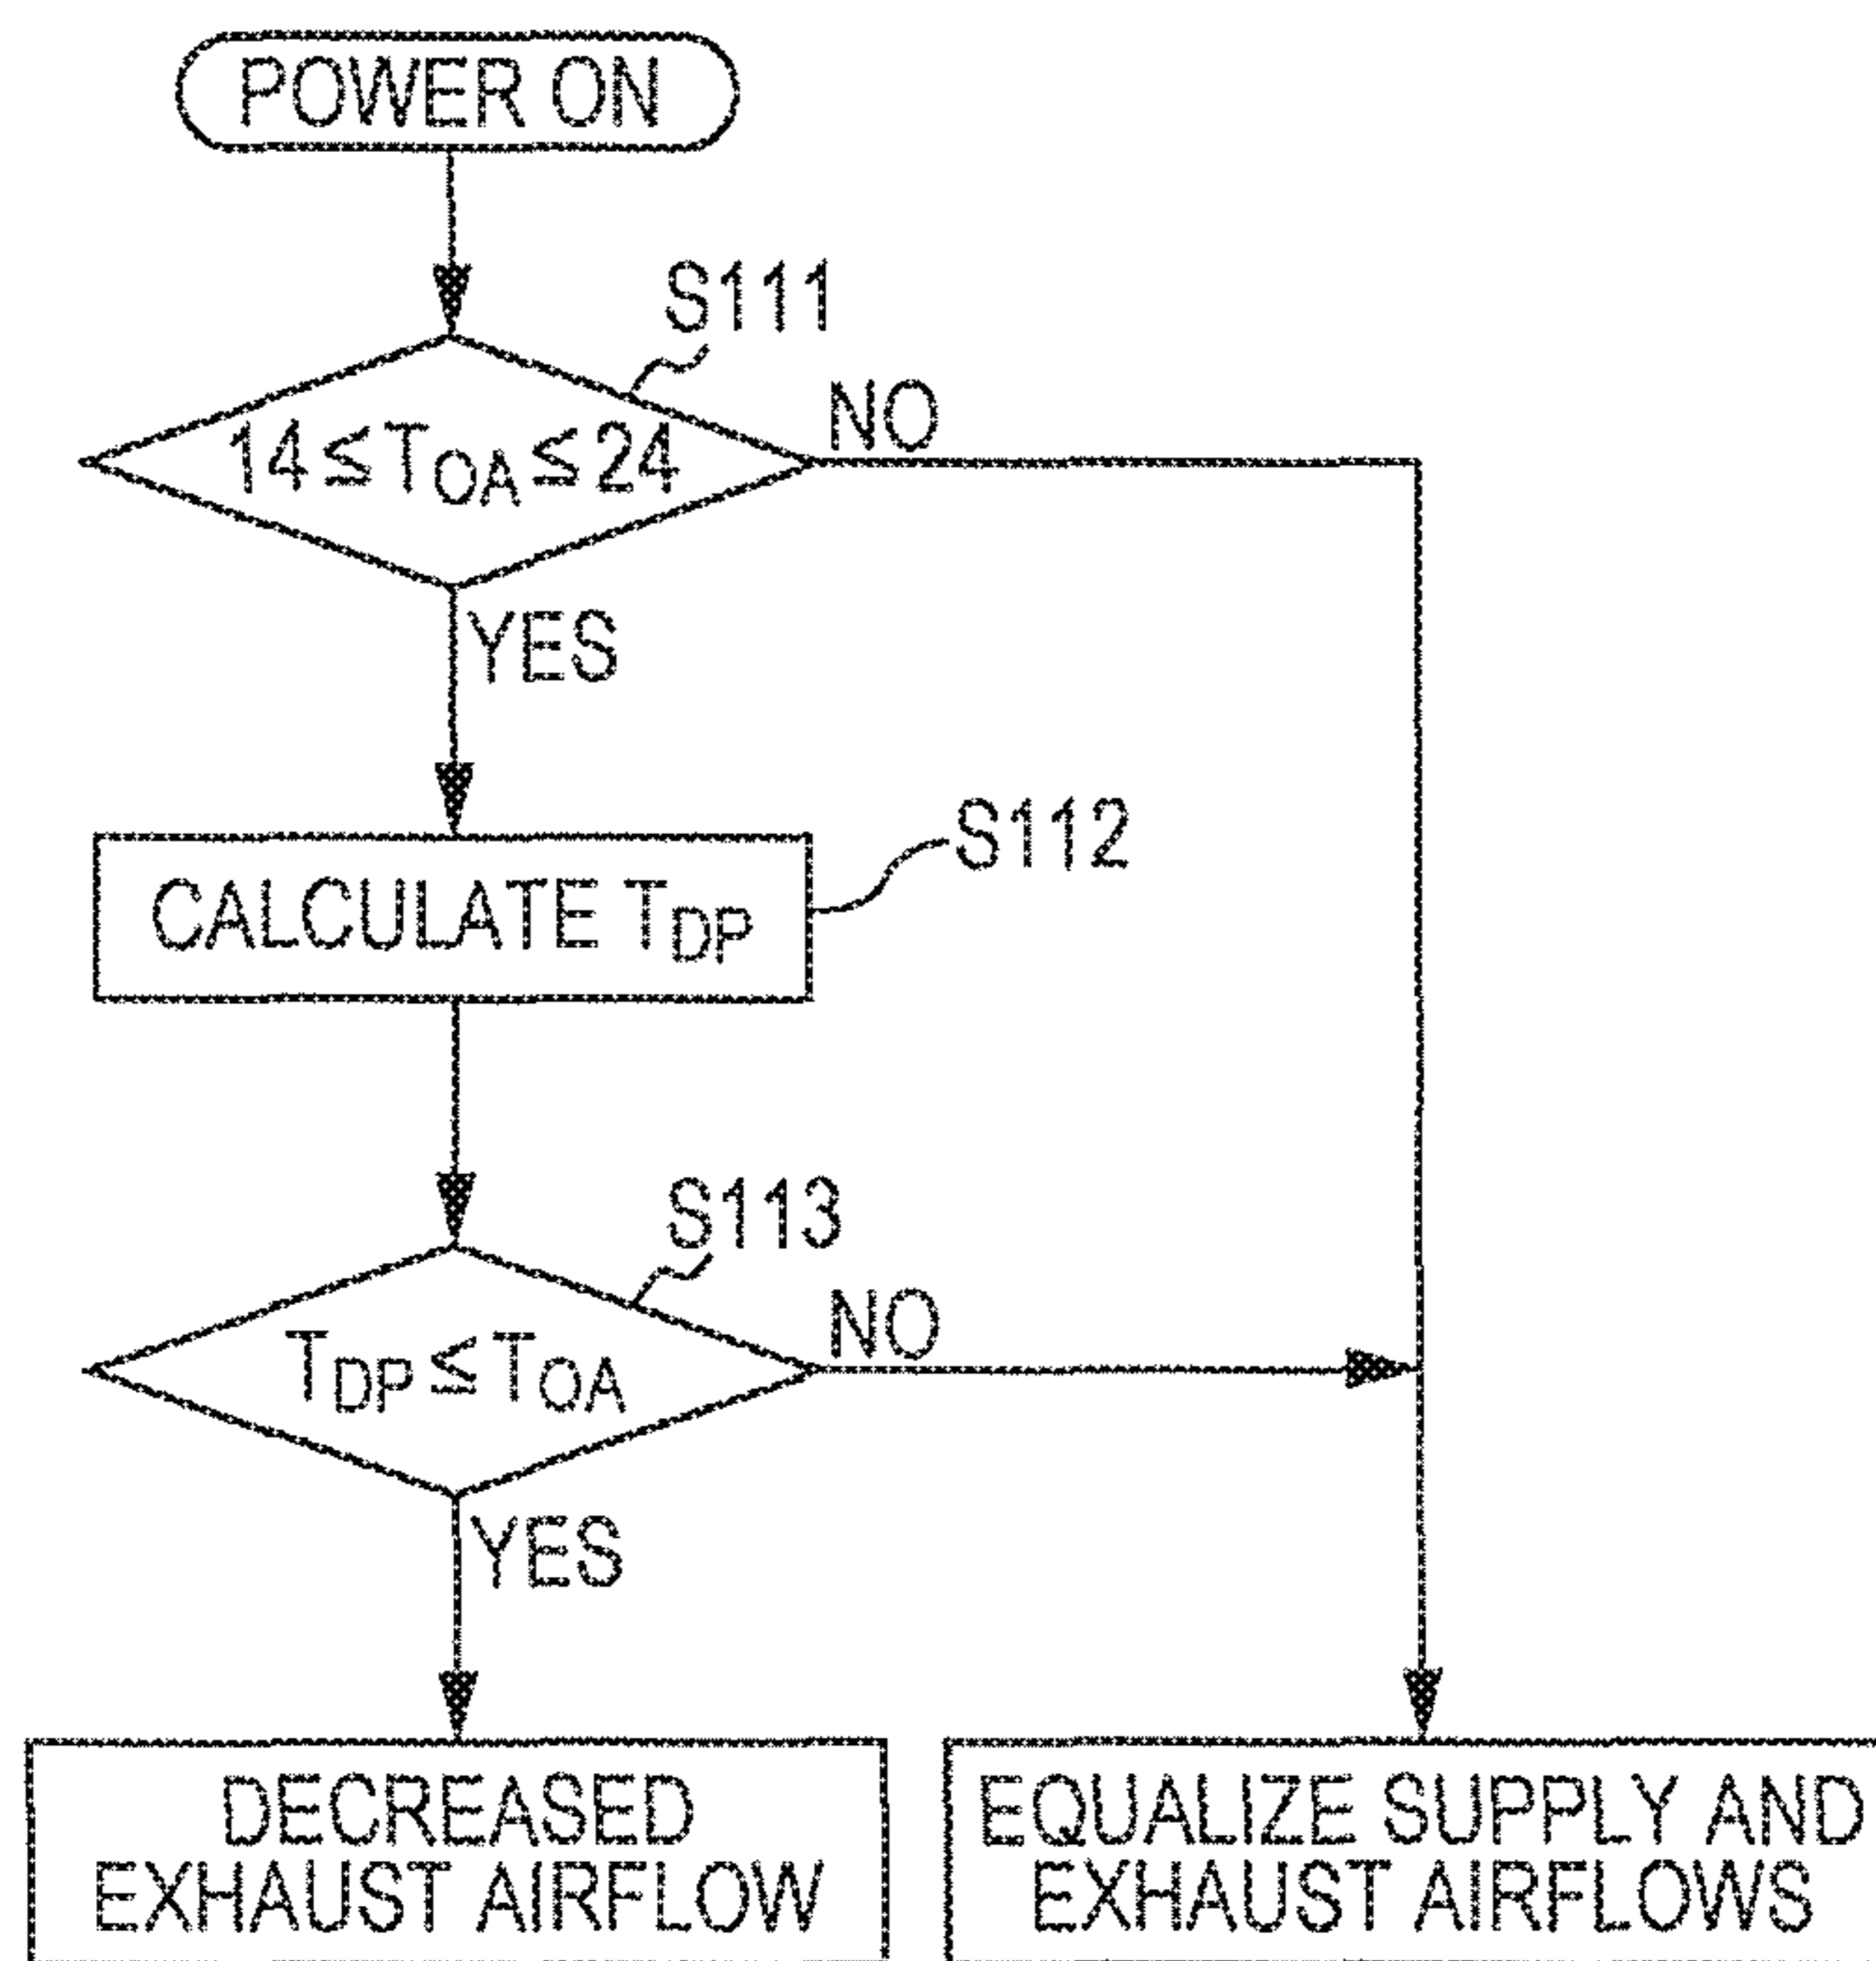 POWER ON
S111
14≦TOA≦24
NO
YES
CALCULATE TDP
S112
S113
TDP≦TOA
NO
YES
DECREASED
EXHAUST AIRFLOW
EQUALIZE SUPPLY AND
EXHAUST AIRFLOWS